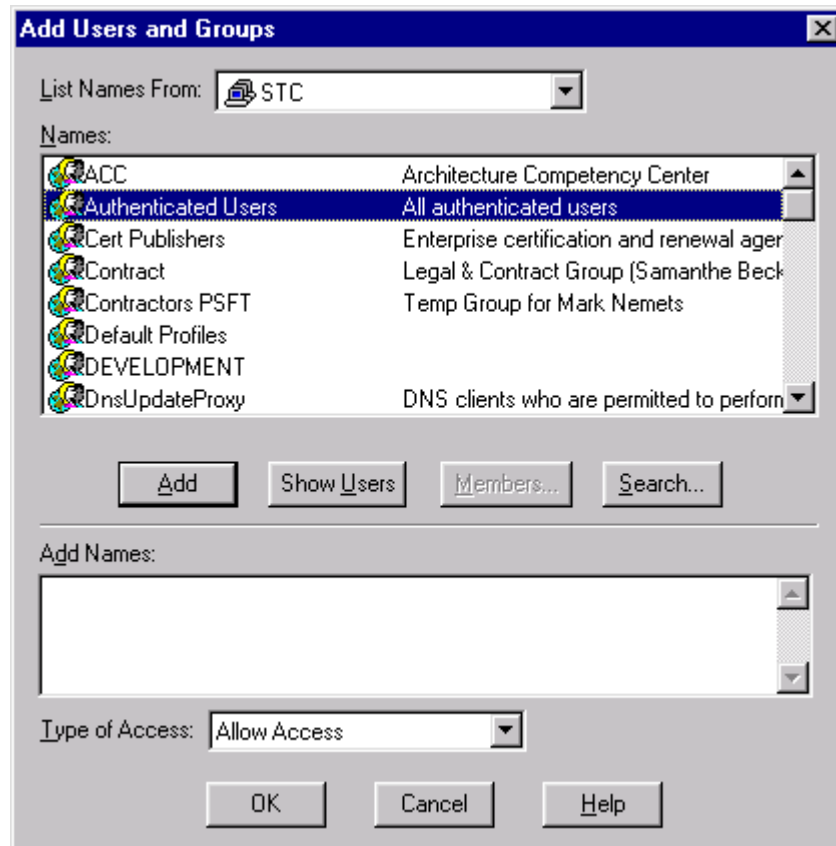 Add Users and Groups
List Names From: STC
Names:
ACC Architecture Competency Center
Authenticated Users All authenticated users
Cert Publishers Enterprise certification and renewal agen
Contract Legal & Contract Group (Samanthe Beck
Contractors PSFT Temp Group for Mark Nemets
Default Profiles
DEVELOPMENT
DnsUpdateProxy DNS clients who are permitted to perform
Add Show Users Members... Search...
Add Names:
Type of Access: Allow Access
OK Cancel Help